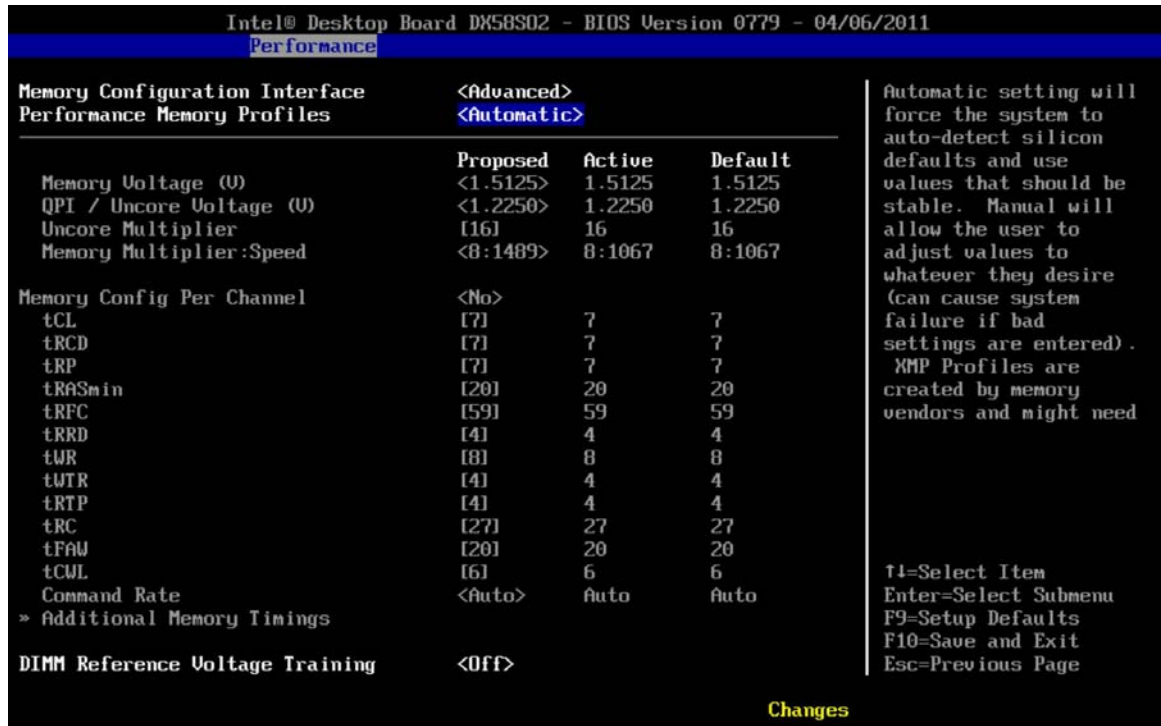 Intel® Desktop Board DX58SO2 - BIOS Version 0779 - 04/06/2011
Performance
Memory Configuration Interface <Advanced>
Performance Memory Profiles <Automatic>
Proposed Active Default
Memory Voltage (V) <1.5125> 1.5125 1.5125
QPI / Uncore Voltage (V) <1.2250> 1.2250 1.2250
Uncore Multiplier [16] 16 16
Memory Multiplier:Speed <8:1489> 8:1067 8:1067
Memory Config Per Channel <No>
tCL [7] 7 7
tRCD [7] 7 7
tRP [7] 7 7
tRASmin [20] 20 20
tRFC [59] 59 59
tRRD [4] 4 4
tWR [8] 8 8
tWTR [4] 4 4
tRTP [4] 4 4
tRC [27] 27 27
tFAW [20] 20 20
tCWL [6] 6 6
Command Rate <Auto> Auto Auto
» Additional Memory Timings
DIMM Reference Voltage Training <Off>
Automatic setting will
force the system to
auto-detect silicon
defaults and use
values that should be
stable. Manual will
allow the user to
adjust values to
whatever they desire
(can cause system
failure if bad
settings are entered).
XMP Profiles are
created by memory
vendors and might need
↑↓=Select Item
Enter=Select Submenu
F9=Setup Defaults
F10=Save and Exit
Esc=Previous Page
Changes